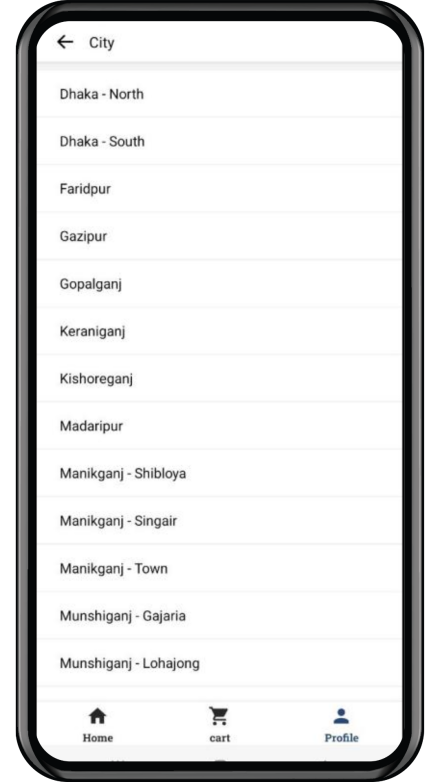 City
Dhaka - North
Dhaka - South
Faridpur
Gazipur
Gopalganj
Keraniganj
Kishoreganj
Madaripur
Manikganj - Shibloya
Manikganj - Singair
Manikganj - Town
Munshiganj - Gajaria
Munshiganj - Lohajong
Home cart Profile